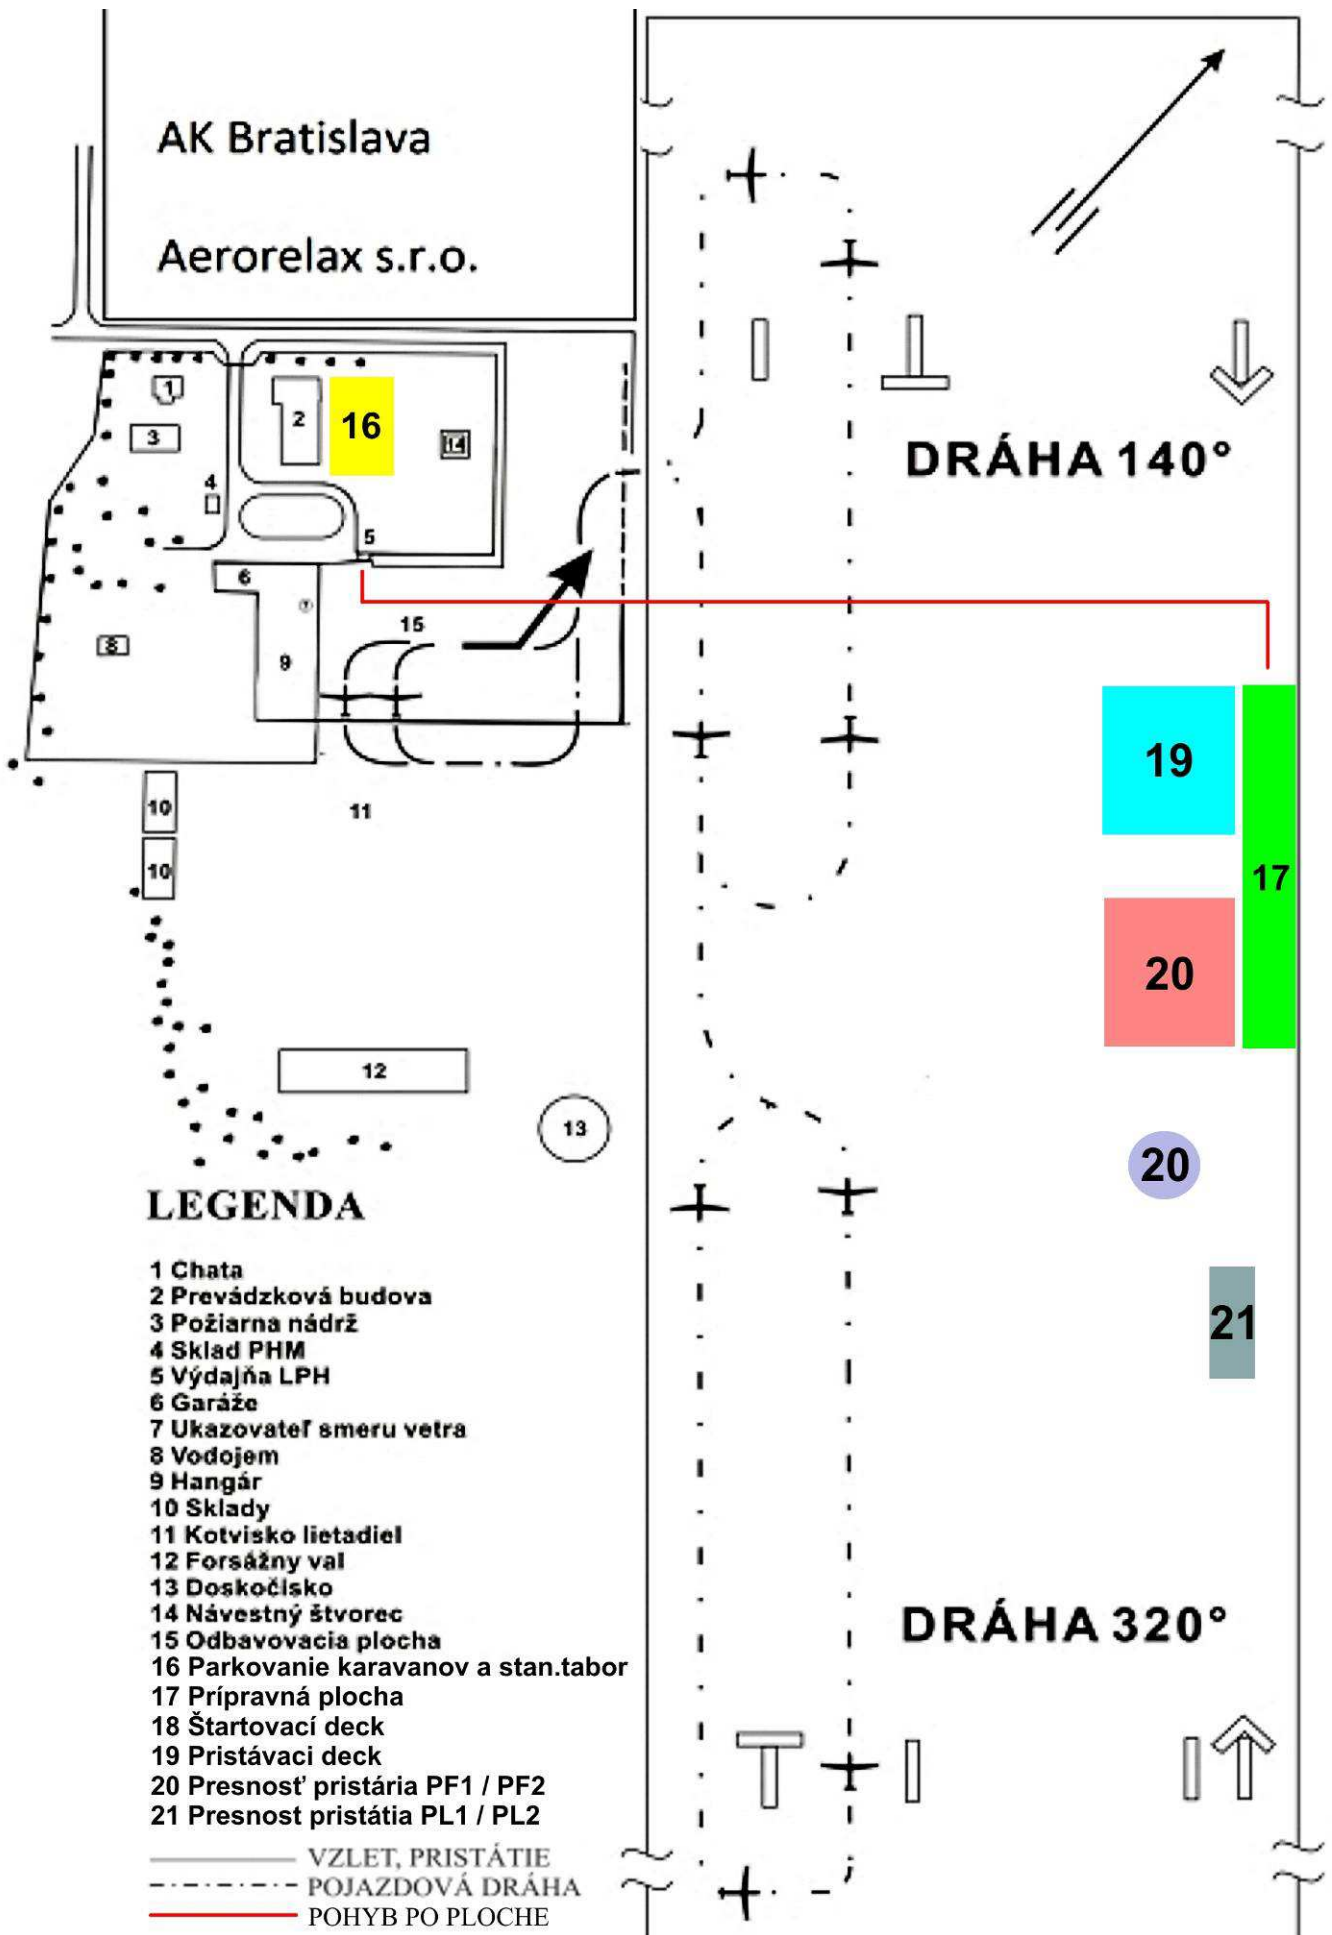 AK Bratislava
Aerorelax s.r.o.
1
2
16
3
14
4
5
6
7
15
8
9
10
11
10
12
13
DRÁHA 140°
19
17
20
20
21
DRÁHA 320°
LEGENDA
1 Chata
2 Prevádzková budova
3 Požiarna nádrž
4 Sklad PHM
5 Výdajňa LPH
6 Garáže
7 Ukazovateľ smeru vetra
8 Vodojem
9 Hangár
10 Sklady
11 Kotvisko lietadiel
12 Forsážny val
13 Doskočisko
14 Návestný štvorec
15 Odbavovacia plocha
16 Parkovanie karavanov a stan.tabor
17 Prípravná plocha
18 Štartovací deck
19 Pristávaci deck
20 Presnosť pristária PF1 / PF2
21 Presnost pristátia PL1 / PL2
VZLET, PRISTÁTIE
POJAZDOVÁ DRÁHA
POHYB PO PLOCHE